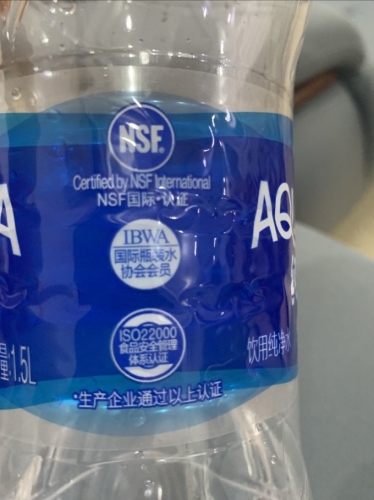 NSF.
Certified by NSF International
NSF国际·认证
IBWA
国际瓶装水
协会会员
ISO22000
食品安全管理
体系认证
*生产企业通过以上认证
A
量:1.5L
AQ
饮用纯净水